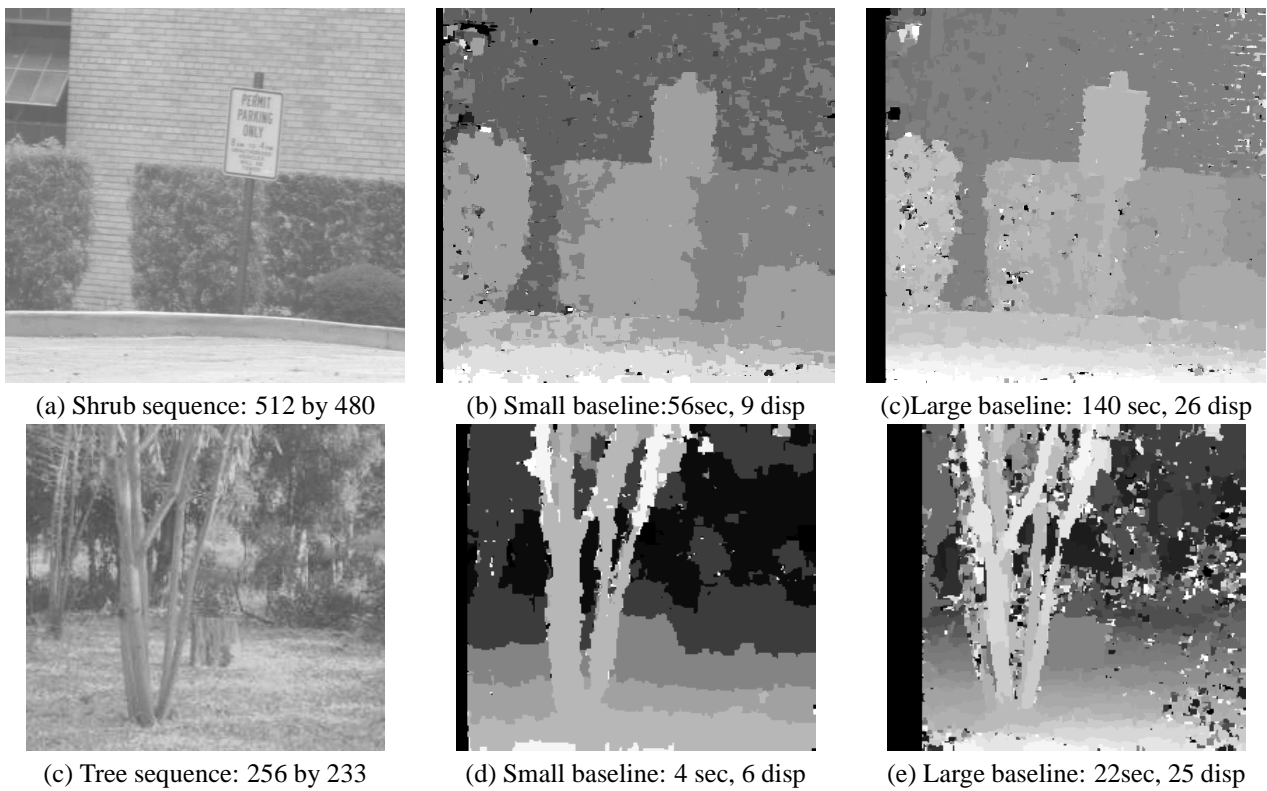 PERMIT
PARKING
ONLY
(a) Shrub sequence: 512 by 480
(b) Small baseline:56sec, 9 disp
(c)Large baseline: 140 sec, 26 disp
(c) Tree sequence: 256 by 233
(d) Small baseline: 4 sec, 6 disp
(e) Large baseline: 22sec, 25 disp